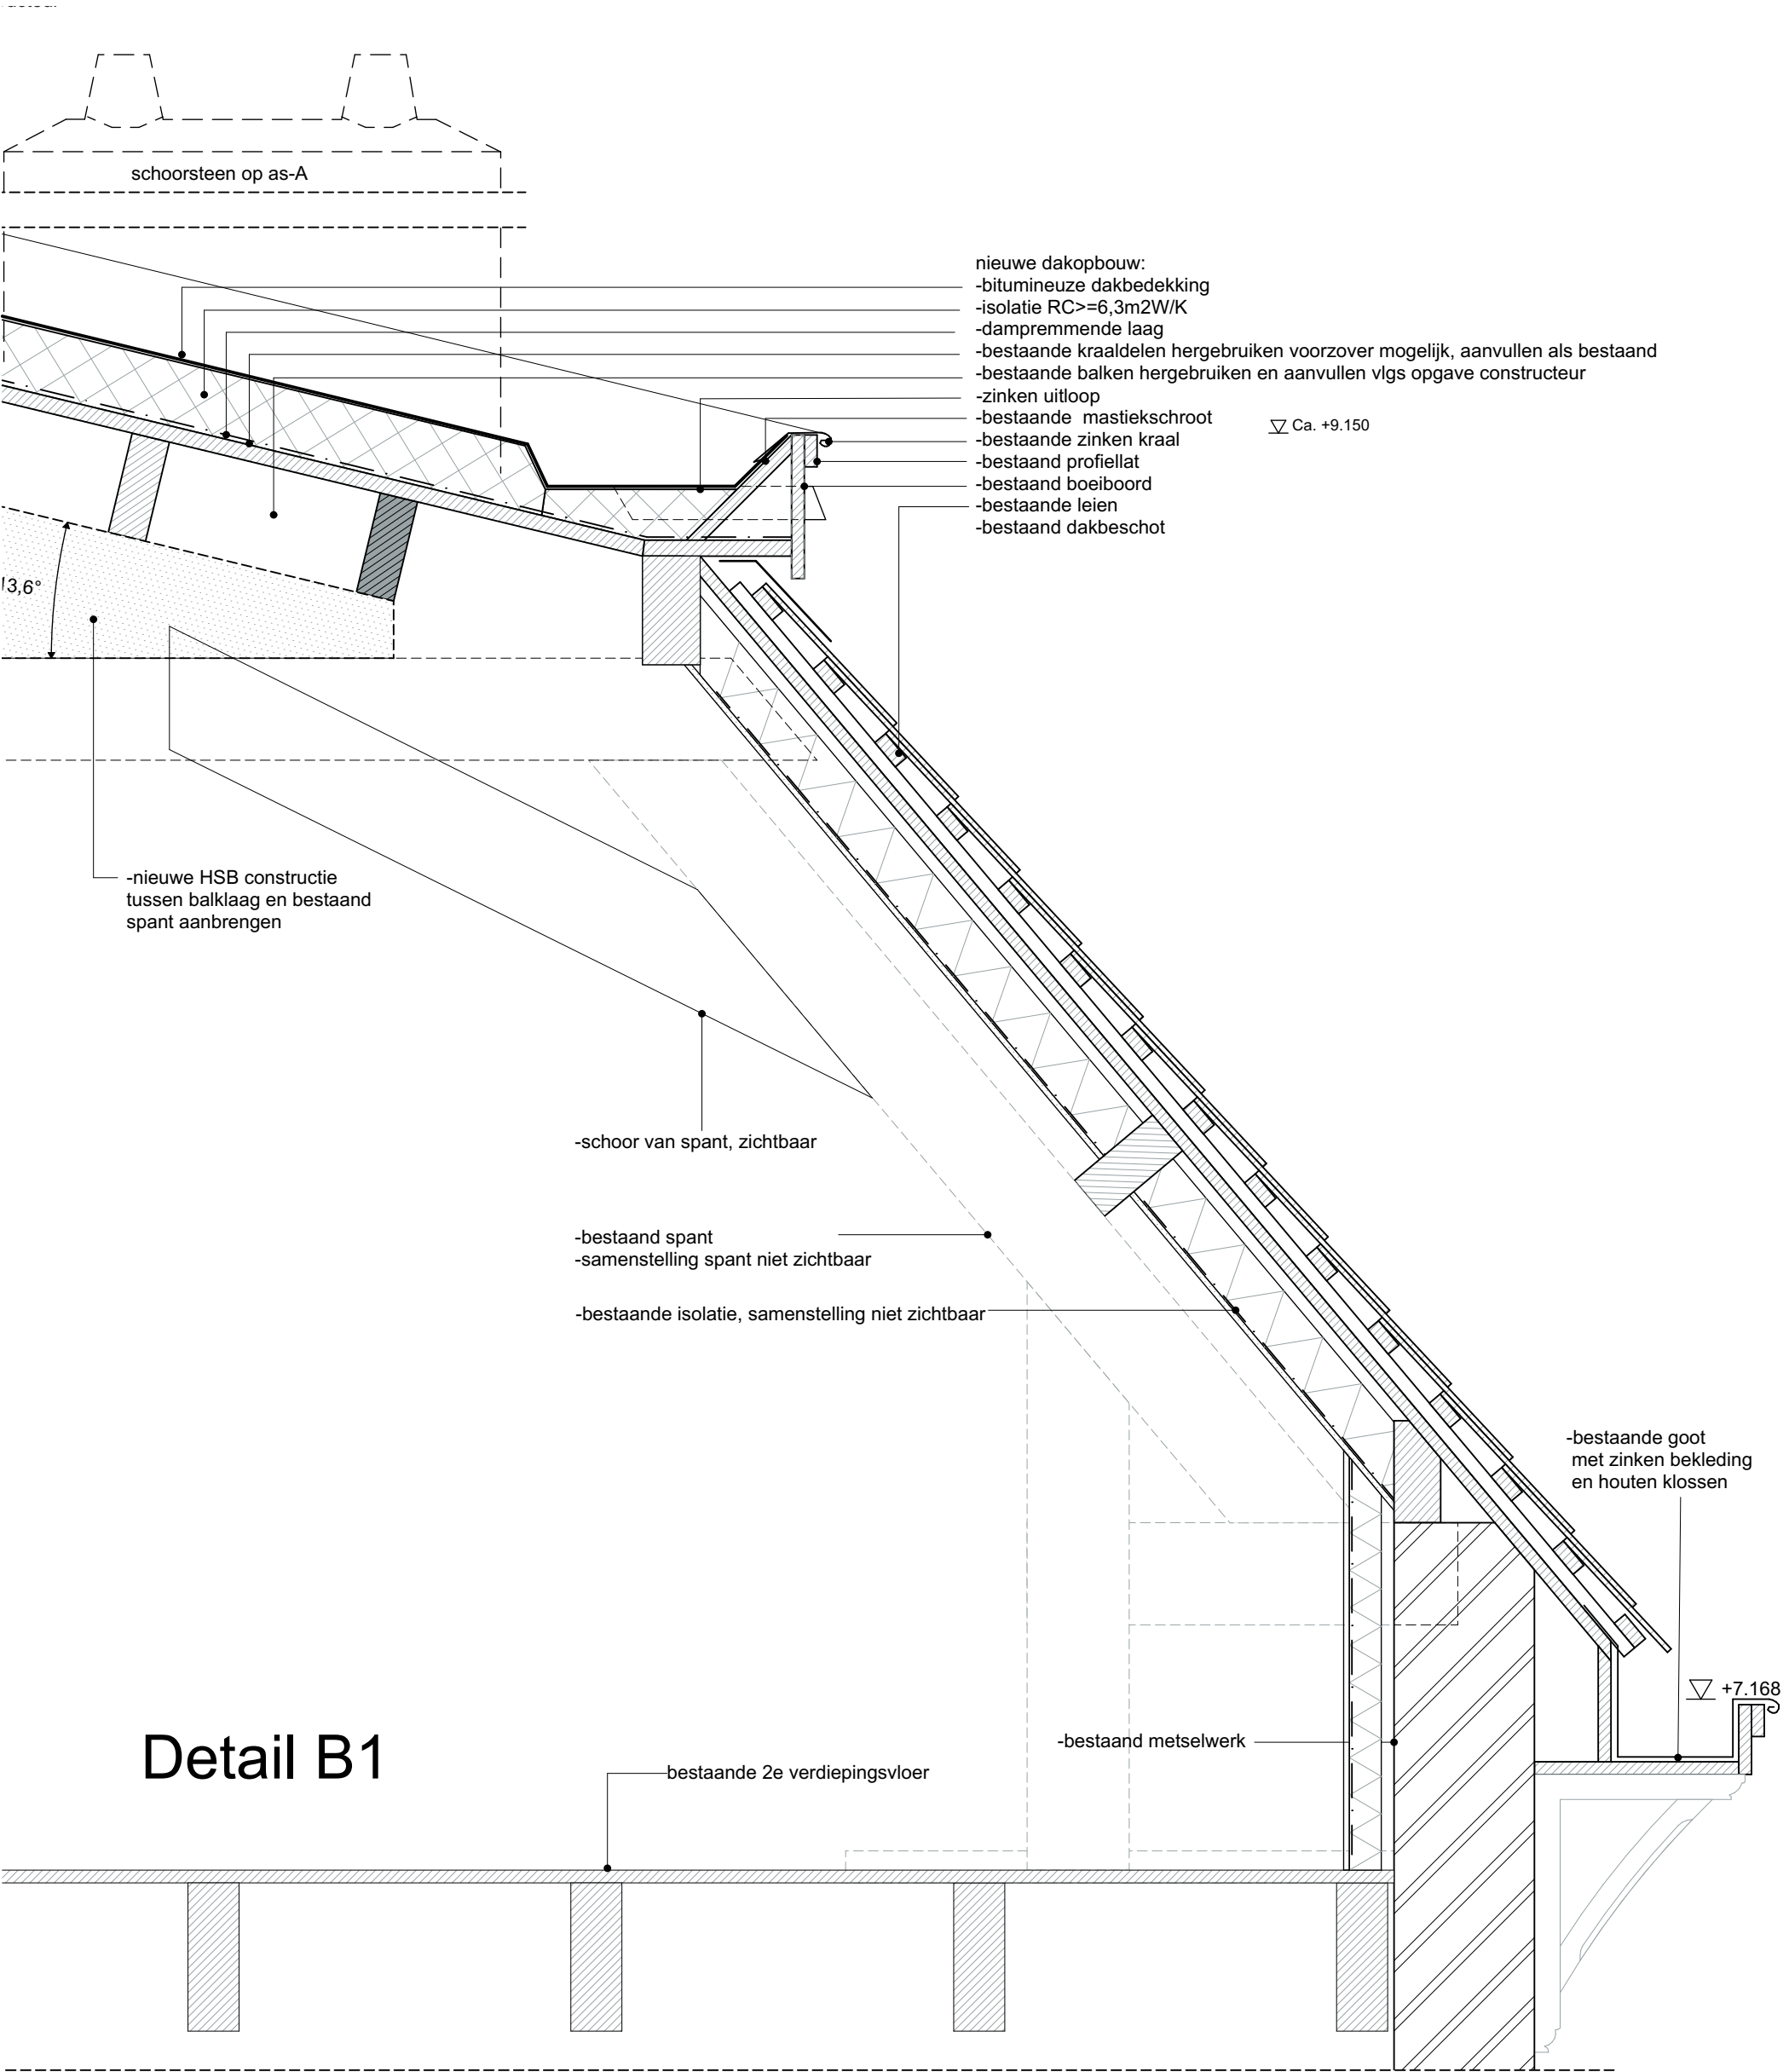 schoorsteen op as-A
nieuwe dakopbouw:
-bitumineuze dakbedekking
-isolatie RC>=6,3m2W/K
-dampremmende laag
-bestaande kraaldelen hergebruiken voorzover mogelijk, aanvullen als bestaand
-bestaande balken hergebruiken en aanvullen vlgs opgave constructeur
-zinken uitloop
-bestaande mastiekschroot
Ca. +9.150
-bestaande zinken kraal
-bestaand profiellat
-bestaand boeiboord
-bestaande leien
-bestaand dakbeschot
13,6°
-nieuwe HSB constructie
tussen balklaag en bestaand
spant aanbrengen
-schoor van spant, zichtbaar
-bestaand spant
-samenstelling spant niet zichtbaar
-bestaande isolatie, samenstelling niet zichtbaar
-bestaande goot
met zinken bekleding
en houten klossen
+7.168
-bestaand metselwerk
Detail B1
bestaande 2e verdiepingsvloer